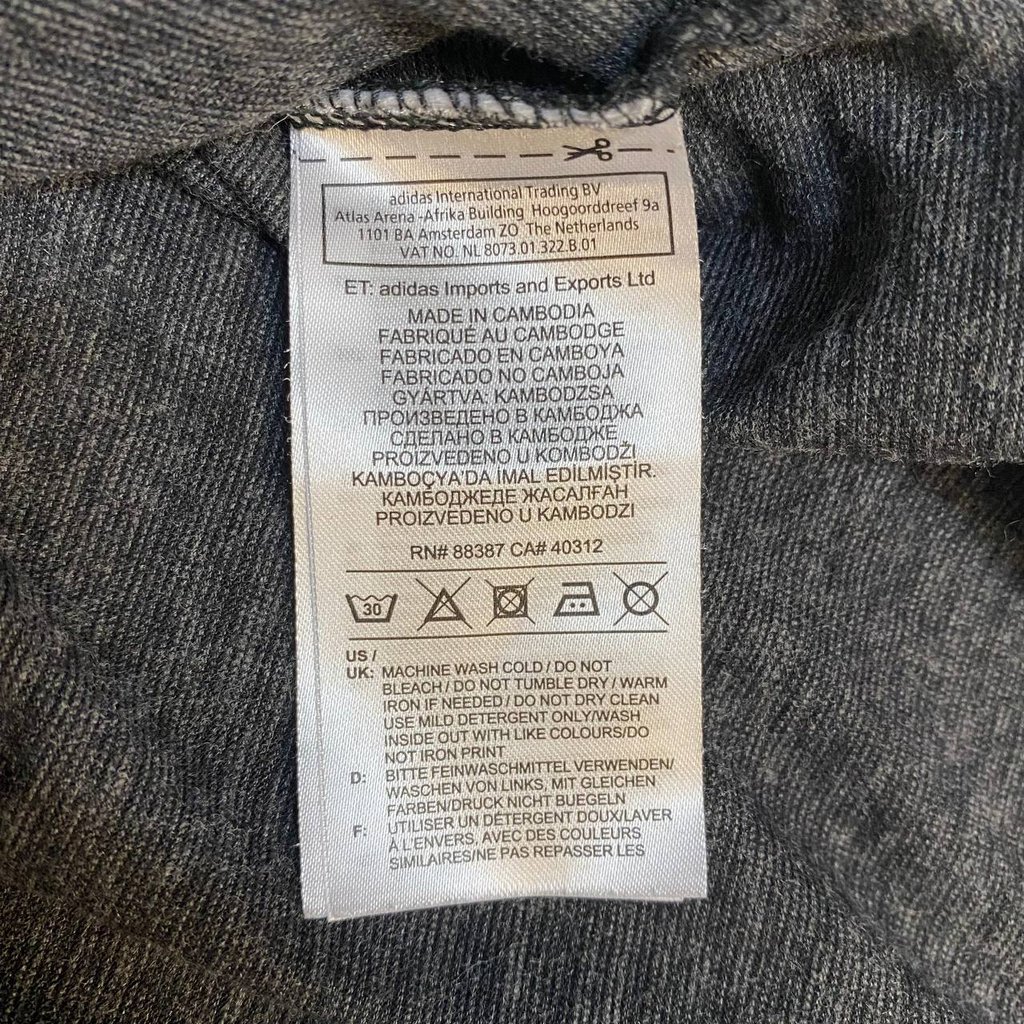 adidas International Trading BV
Atlas Arena -Afrika Building Hoogoorddreef 9a
1101 BA Amsterdam ZO The Netherlands
VAT NO. NL 8073.01.322.B.01
ET: adidas Imports and Exports Ltd
MADE IN CAMBODIA
FABRIQUÉ AU CAMBODGE
FABRICADO EN CAMBOYA
FABRICADO NO CAMBOJA
GYÁRTVA: KAMBODZSA
ПРОИЗВЕДЕНО В КАМБОДЖА
СДЕЛАНО В КАМБОДЖЕ
PROIZVEDENO U KOMBODŽI
KAMBOÇYA'DA İMAL EDİLMİŞTİR.
КАМБОДЖЕДЕ ЖАСАЛҒАН
PROIZVEDENO U KAMBODZI
RN# 88387 CA# 40312
30
US /
UK: MACHINE WASH COLD / DO NOT
BLEACH / DO NOT TUMBLE DRY / WARM
IRON IF NEEDED / DO NOT DRY CLEAN
USE MILD DETERGENT ONLY/WASH
INSIDE OUT WITH LIKE COLOURS/DO
NOT IRON PRINT
D: BITTE FEINWASCHMITTEL VERWENDEN/
WASCHEN VON LINKS, MIT GLEICHEN
FARBEN/DRUCK NICHT BUEGELN
F: UTILISER UN DÉTERGENT DOUX/LAVER
À L'ENVERS, AVEC DES COULEURS
SIMILAIRES/NE PAS REPASSER LES